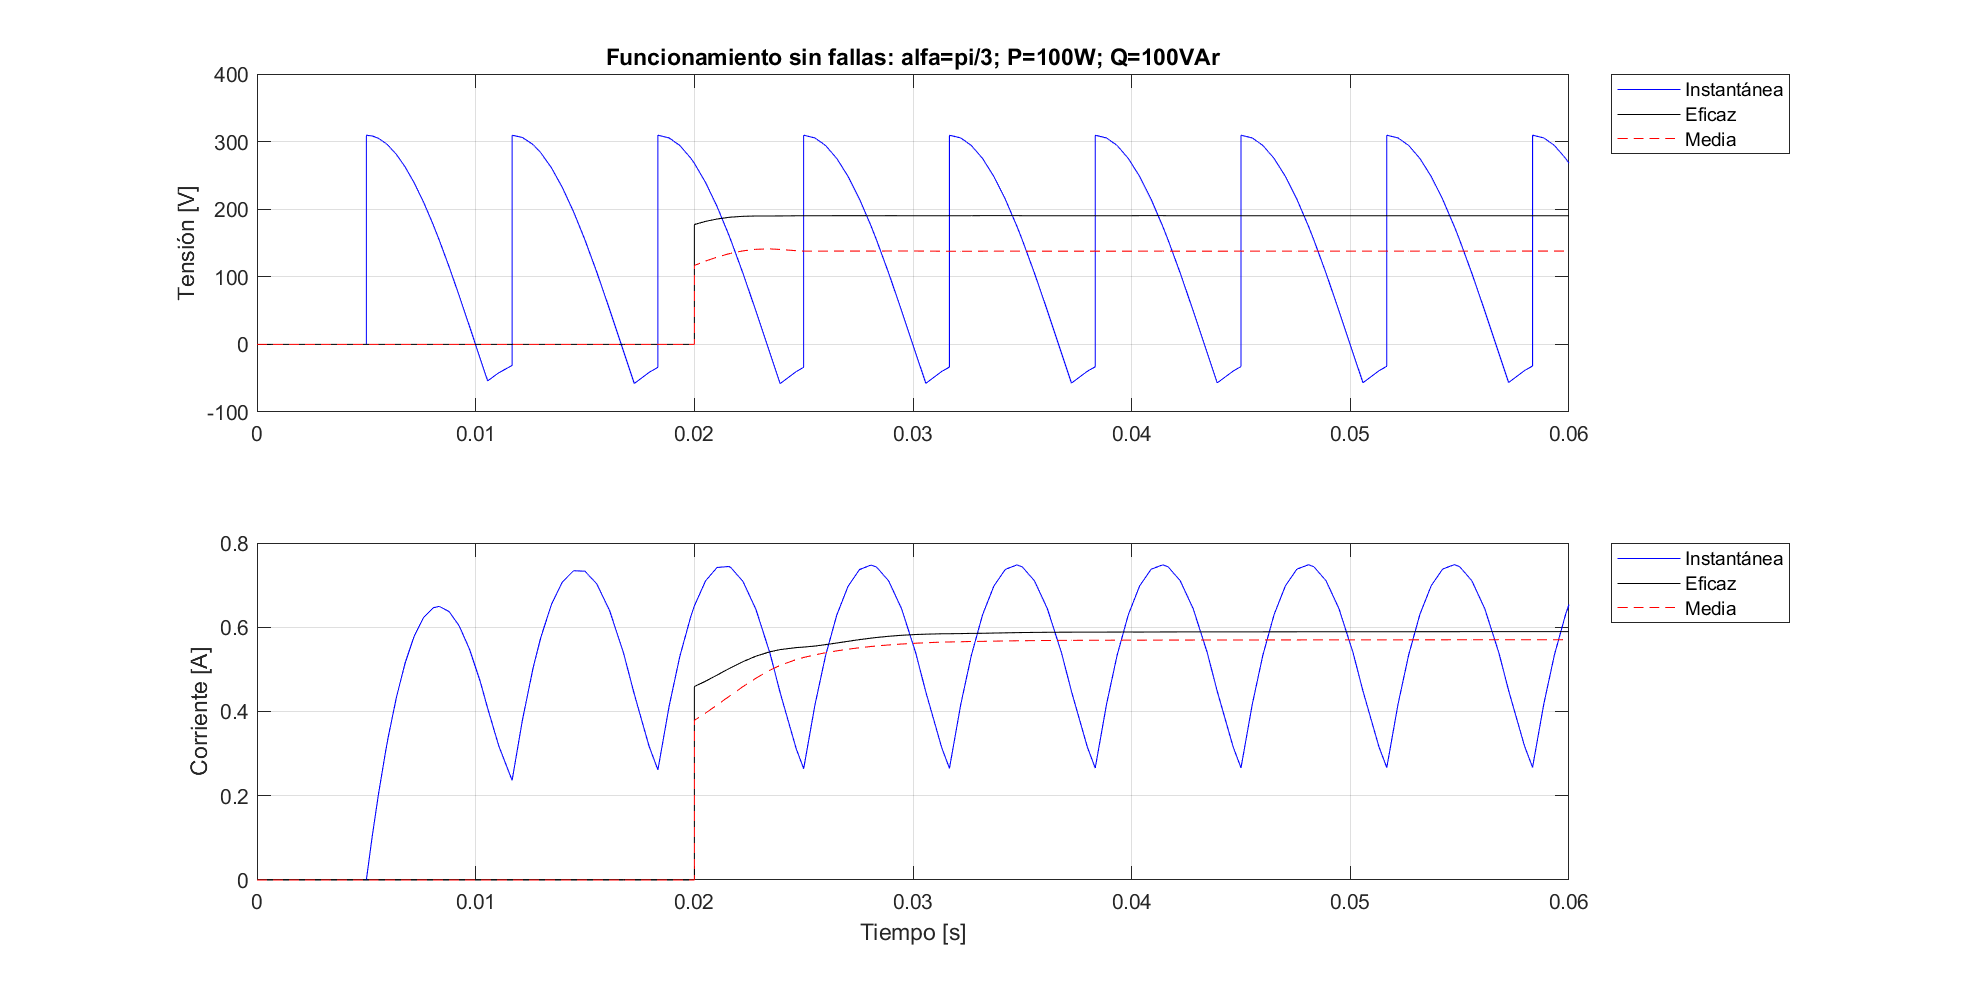 Funcionamiento sin fallas: alfa=pi/3; P=100W; Q=100VAr
400
300
200
100
0
-100
Tensión [V]
0 0.01 0.02 0.03 0.04 0.05 0.06
Instantánea
Eficaz
Media
0.8
0.6
0.4
0.2
0
Corriente [A]
0 0.01 0.02 0.03 0.04 0.05 0.06
Tiempo [s]
Instantánea
Eficaz
Media